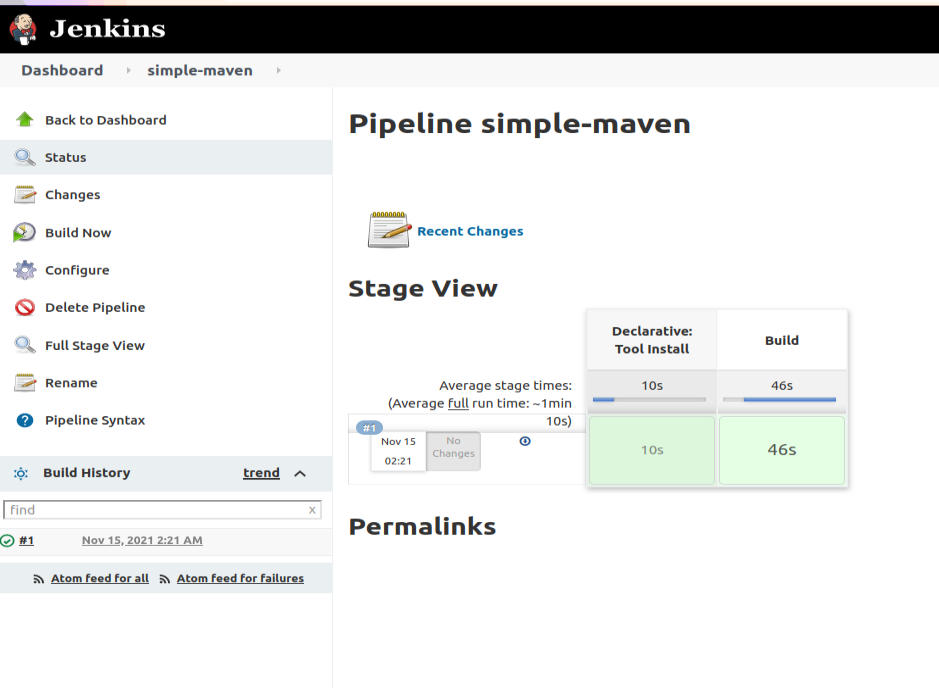 Jenkins
Dashboard
simple-maven
Back to Dashboard
Status
Changes
Build Now
Configure
Delete Pipeline
Full Stage View
Rename
Pipeline Syntax
Build History
trend
find
x
#1
Nov 15, 2021 2:21 AM
Atom feed for all
Atom feed for failures
Pipeline simple-maven
Recent Changes
Stage View
Declarative:
Tool Install
Build
Average stage times:
(Average full run time: ~1min
10s)
10s
46s
#1
Nov 15
02:21
No
Changes
10s
46s
Permalinks